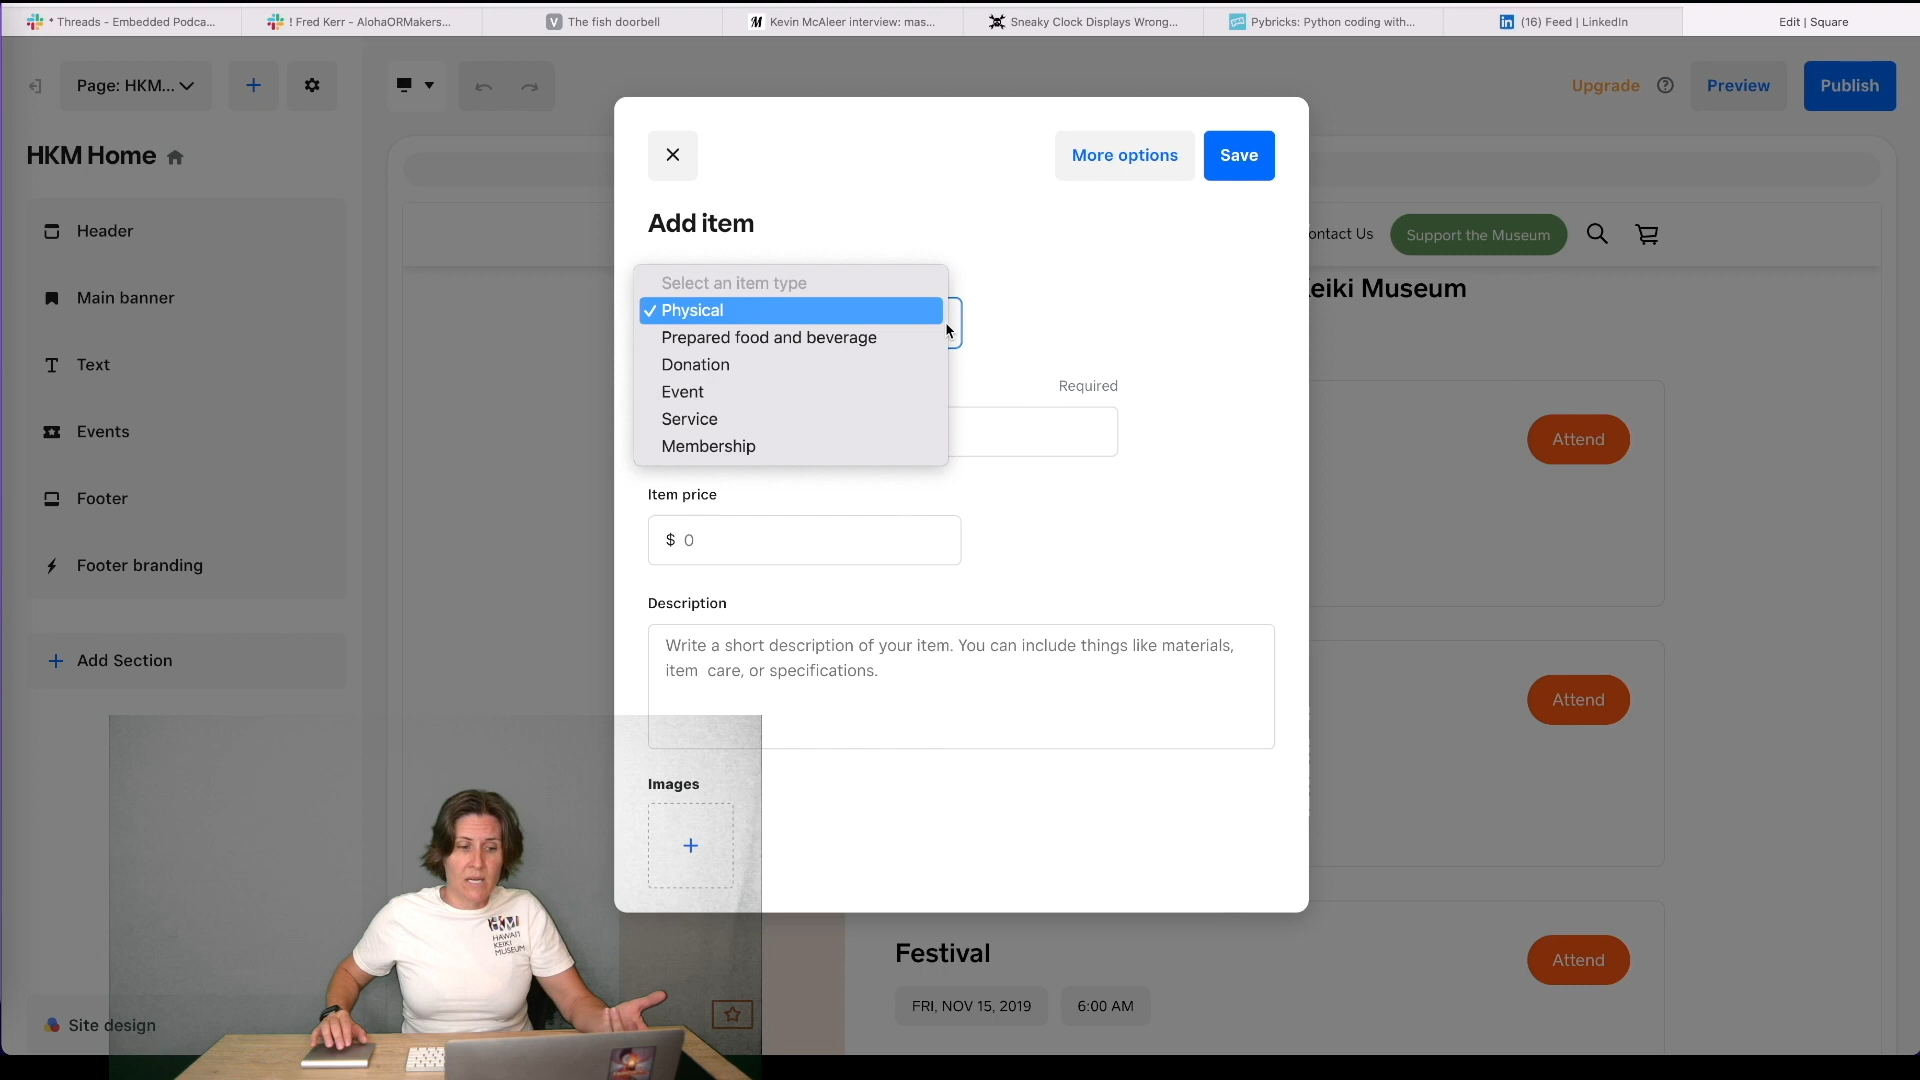 * Threads - Embedded Podca...
! Fred Kerr - AlohaORMakers...
The fish doorbell
Kevin McAleer interview: mas...
Sneaky Clock Displays Wrong...
Pybricks: Python coding with...
(16) Feed | LinkedIn
Edit | Square
Page: HKM...
Upgrade
Preview
Publish
HKM Home
Header
Main banner
Text
Events
Footer
Footer branding
Add Section
Site design
More options
Save
Add item
Select an item type
Physical
Prepared food and beverage
Donation
Event
Service
Membership
Required
Item price
$ 0
Description
Write a short description of your item. You can include things like materials,
item care, or specifications.
Images
ontact Us
Support the Museum
eiki Museum
Attend
Attend
Festival
Attend
FRI, NOV 15, 2019
6:00 AM
HKM
HAWAI'I
KEIKI
MUSEUM